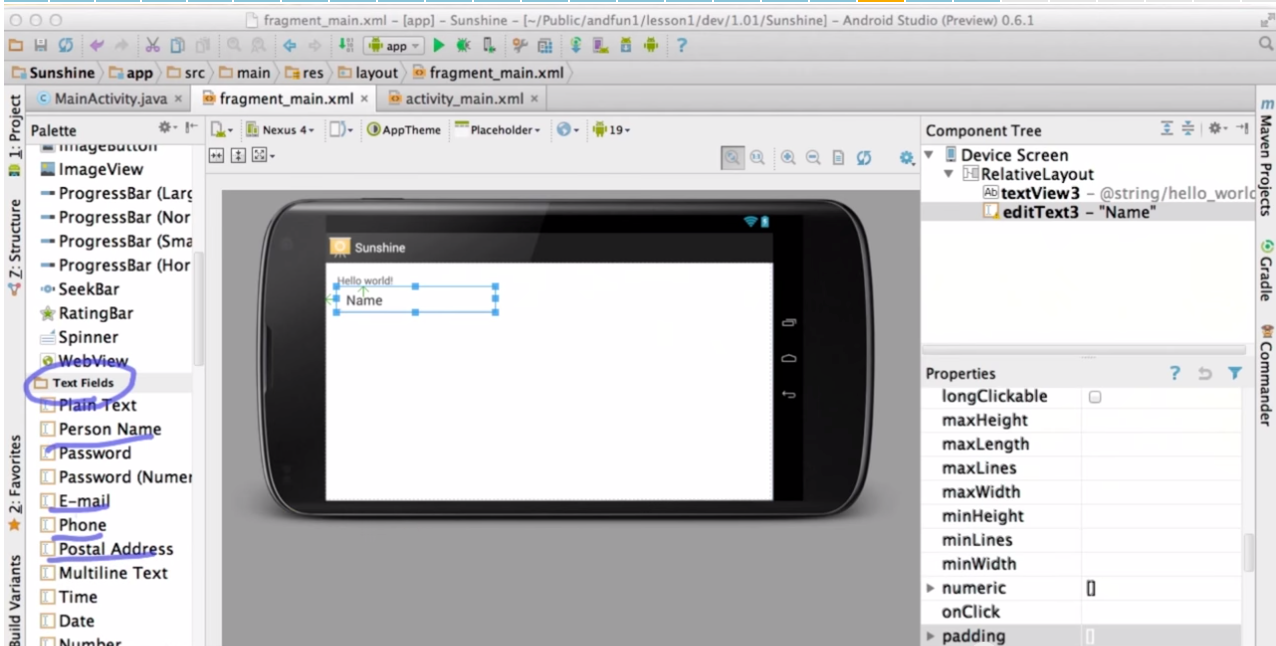 fragment_main.xml - [app] - Sunshine - [~/Public/andfun1/lesson1/dev/1.01/Sunshine] - Android Studio (Preview) 0.6.1
app
?
Sunshine app src main res layout fragment_main.xml
MainActivity.java × fragment_main.xml × activity_main.xml ×
1: Project
7: Structure
2: Favorites
Build Variants
Palette
ImageButton
ImageView
ProgressBar (Larg
ProgressBar (Nor
ProgressBar (Sma
ProgressBar (Hor
SeekBar
RatingBar
Spinner
WebView
Text Fields
Plain Text
Person Name
Password
Password (Numer
E-mail
Phone
Postal Address
Multiline Text
Time
Date
Number
Nexus 4 AppTheme Placeholder 19
Sunshine
Hello world!
Name
Component Tree
Device Screen
RelativeLayout
Ab textView3 - @string/hello_world
I editText3 - "Name"
Properties ?
longClickable
maxHeight
maxLength
maxLines
maxWidth
minHeight
minLines
minWidth
numeric []
onClick
padding []
m Maven Projects
Gradle
Commander